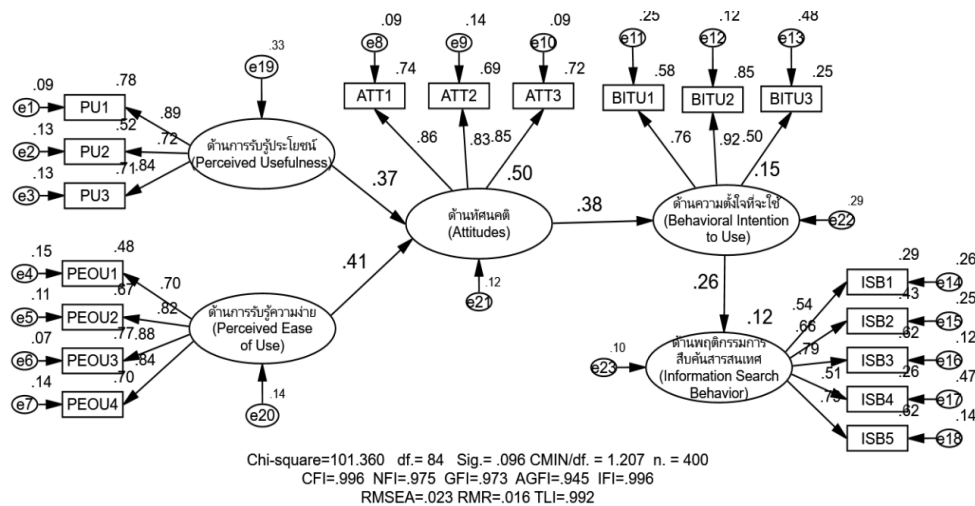 .09 .14 .09 .25 .12 .48
e8 e9 e10 e11 e12 e13
.33
e19
.74 .69 .72 .58 .85 .25
ATT1 ATT2 ATT3 BITU1 BITU2 BITU3
.09 .78
e1 PU1 .89
.13 .52
e2 PU2 .72
.13 .71 .84
e3 PU3
ด้านการรับรู้ประโยชน์
(Perceived Usefulness)
.86 .83 .85 .76 .92 .50
.37 .50 .15
ด้านทัศนคติ
(Attitudes)
.38
ด้านความตั้งใจที่จะใช้
(Behavioral Intention
to Use)
.29
e22
.41
.12
e21
.26
.15 .48
e4 PEOU1 .70
.11 .67
e5 PEOU2 .82
.07 .77 .88
e6 PEOU3 .84
.14 .70
e7 PEOU4
ด้านการรับรู้ความง่าย
(Perceived Ease
of Use)
.14
e20
.12
ด้านพฤติกรรมการ
สืบค้นสารสนเทศ
(Information Search
Behavior)
.10
e23
.54 .29 .26
ISB1 e14
.66 .43 .25
ISB2 e15
.79 .62 .12
ISB3 e16
.51 .26 .47
ISB4 e17
.62 .14
ISB5 e18
Chi-square=101.360 df.= 84 Sig.= .096 CMIN/df. = 1.207 n. = 400
CFI=.996 NFI=.975 GFI=.973 AGFI=.945 IFI=.996
RMSEA=.023 RMR=.016 TLI=.992